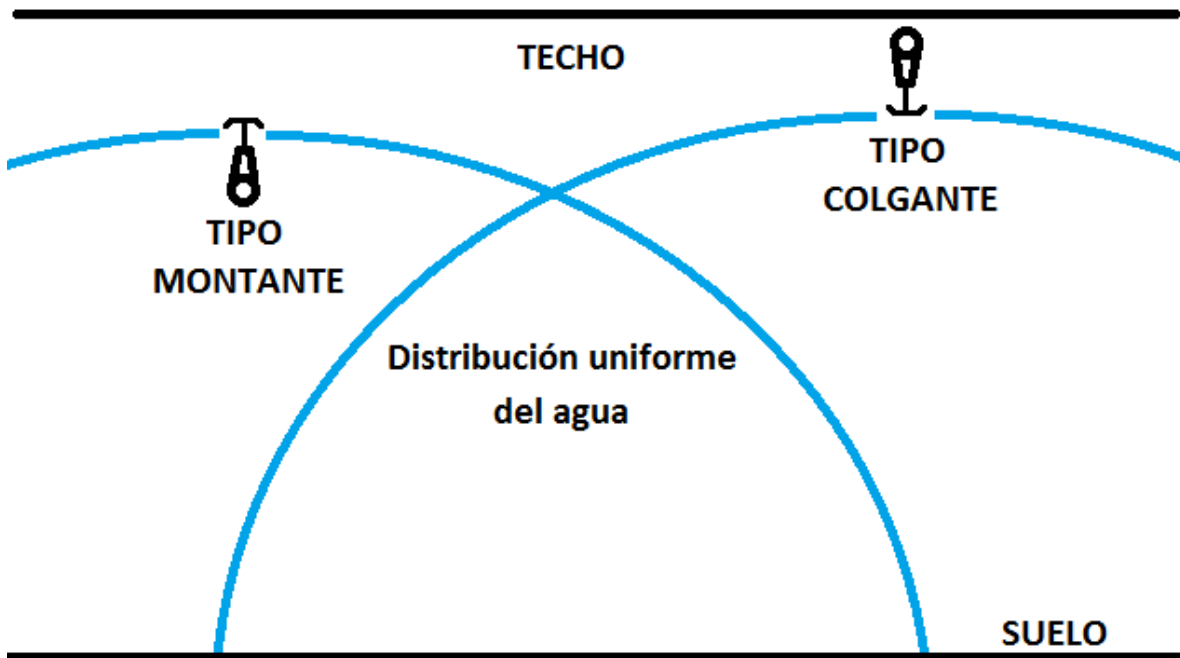 TECHO
TIPO
COLGANTE
TIPO
MONTANTE
Distribución uniforme
del agua
SUELO